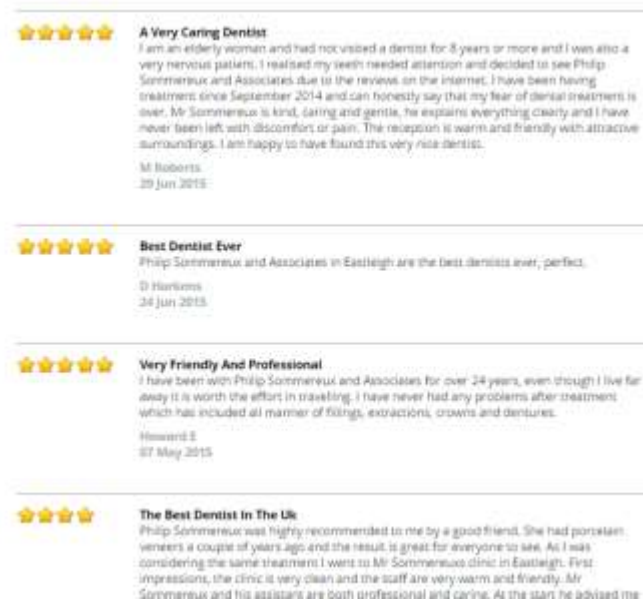 A Very Caring Dentist
I am an elderly woman and had not visited a dentist for 8 years or more and I was also a
very nervous patient. I realised my teeth needed attention and decided to see Philip
Sommereux and Associates due to the reviews on the internet. I have been having
treatment since September 2014 and can honestly say that my fear of dental treatment is
over. Mr Sommereux is kind, caring and gentle, he explains everything clearly and I have
never been left with discomfort or pain. The reception is warm and friendly with attractive
surroundings. I am happy to have found this very nice dentist.
M Roberts
29 Jun 2015
Best Dentist Ever
Philip Sommereux and Associates in Eastleigh are the best dentists ever, perfect.
D
24 Jun 2015
Very Friendly And Professional
I have been with Philip Sommereux and Associates for over 24 years, even though I live far
away it is worth the effort in travelling. I have never had any problems after treatment
which has included all manner of fillings, extractions, crowns and dentures.
Howard E
07 May 2015
The Best Dentist In The Uk
Philip Sommereux was highly recommended to me by a good friend. She had porcelain
veneers a couple of years ago and the result is great for everyone to see. As I was
considering the same treatment I went to Mr Sommereuxs clinic in Eastleigh. First
impressions, the clinic is very clean and the staff are very warm and friendly. Mr
Sommereux and his assistants are both professional and caring. At the start he advised me